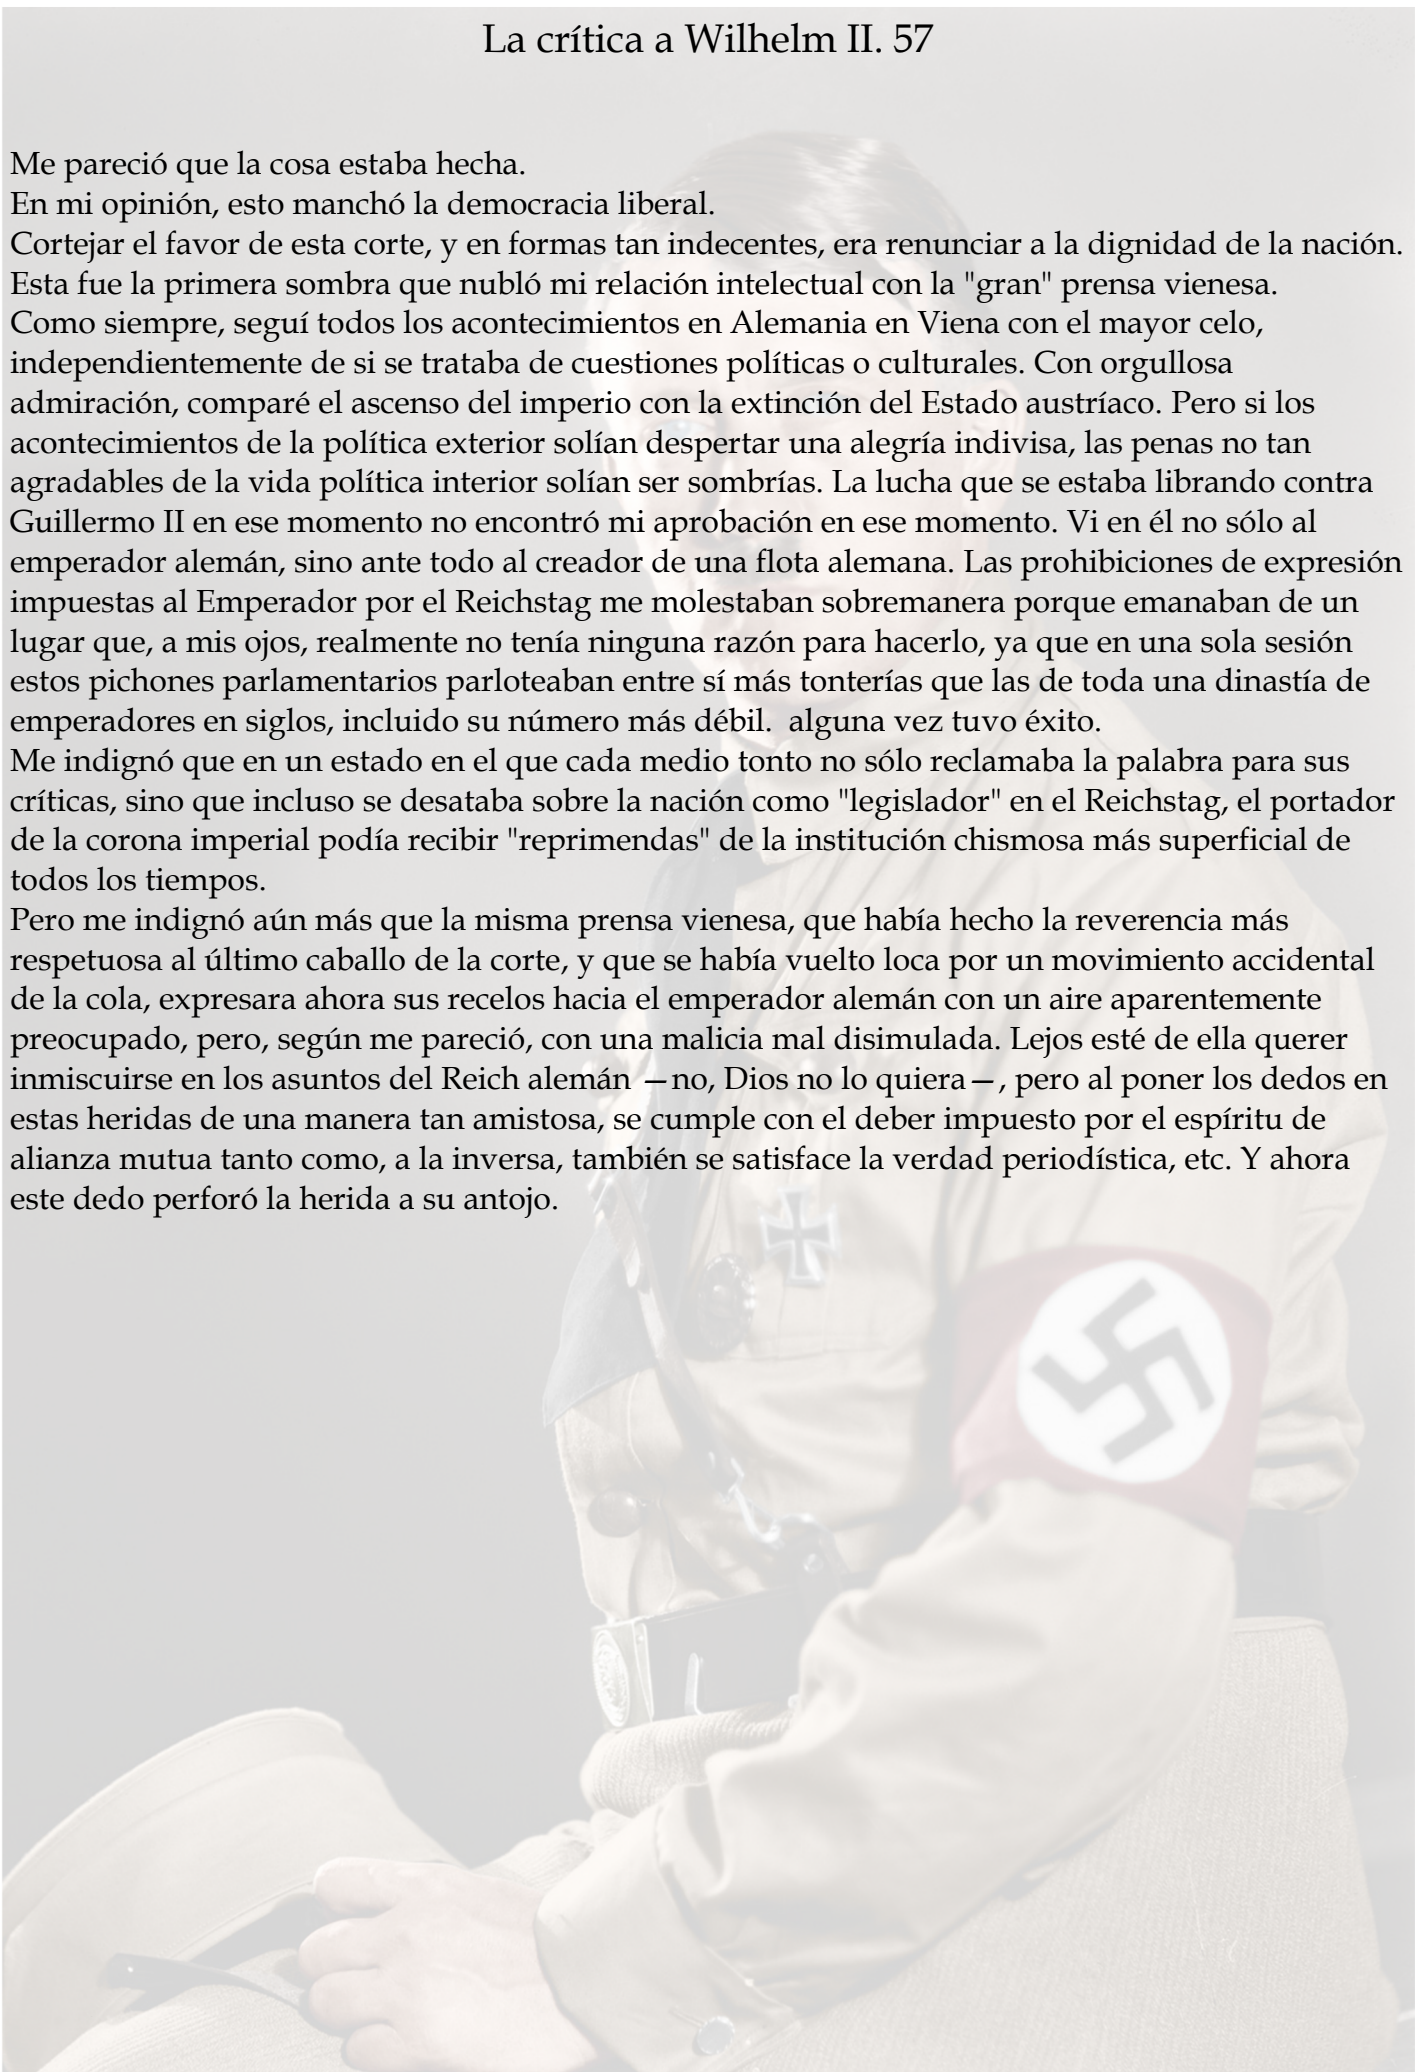 La crítica a Wilhelm II. 57
Me pareció que la cosa estaba hecha.
En mi opinión, esto manchó la democracia liberal.
Cortejar el favor de esta corte, y en formas tan indecentes, era renunciar a la dignidad de la nación.
Esta fue la primera sombra que nubló mi relación intelectual con la "gran" prensa vienesa.
Como siempre, seguí todos los acontecimientos en Alemania en Viena con el mayor celo,
independientemente de si se trataba de cuestiones políticas o culturales. Con orgullosa
admiración, comparé el ascenso del imperio con la extinción del Estado austríaco. Pero si los
acontecimientos de la política exterior solían despertar una alegría indivisa, las penas no tan
agradables de la vida política interior solían ser sombrías. La lucha que se estaba librando contra
Guillermo II en ese momento no encontró mi aprobación en ese momento. Vi en él no sólo al
emperador alemán, sino ante todo al creador de una flota alemana. Las prohibiciones de expresión
impuestas al Emperador por el Reichstag me molestaban sobremanera porque emanaban de un
lugar que, a mis ojos, realmente no tenía ninguna razón para hacerlo, ya que en una sola sesión
estos pichones parlamentarios parloteaban entre sí más tonterías que las de toda una dinastía de
emperadores en siglos, incluido su número más débil.  alguna vez tuvo éxito.
Me indignó que en un estado en el que cada medio tonto no sólo reclamaba la palabra para sus
críticas, sino que incluso se desataba sobre la nación como "legislador" en el Reichstag, el portador
de la corona imperial podía recibir "reprimendas" de la institución chismosa más superficial de
todos los tiempos.
Pero me indignó aún más que la misma prensa vienesa, que había hecho la reverencia más
respetuosa al último caballo de la corte, y que se había vuelto loca por un movimiento accidental
de la cola, expresara ahora sus recelos hacia el emperador alemán con un aire aparentemente
preocupado, pero, según me pareció, con una malicia mal disimulada. Lejos esté de ella querer
inmiscuirse en los asuntos del Reich alemán —no, Dios no lo quiera—, pero al poner los dedos en
estas heridas de una manera tan amistosa, se cumple con el deber impuesto por el espíritu de
alianza mutua tanto como, a la inversa, también se satisface la verdad periodística, etc. Y ahora
este dedo perforó la herida a su antojo.